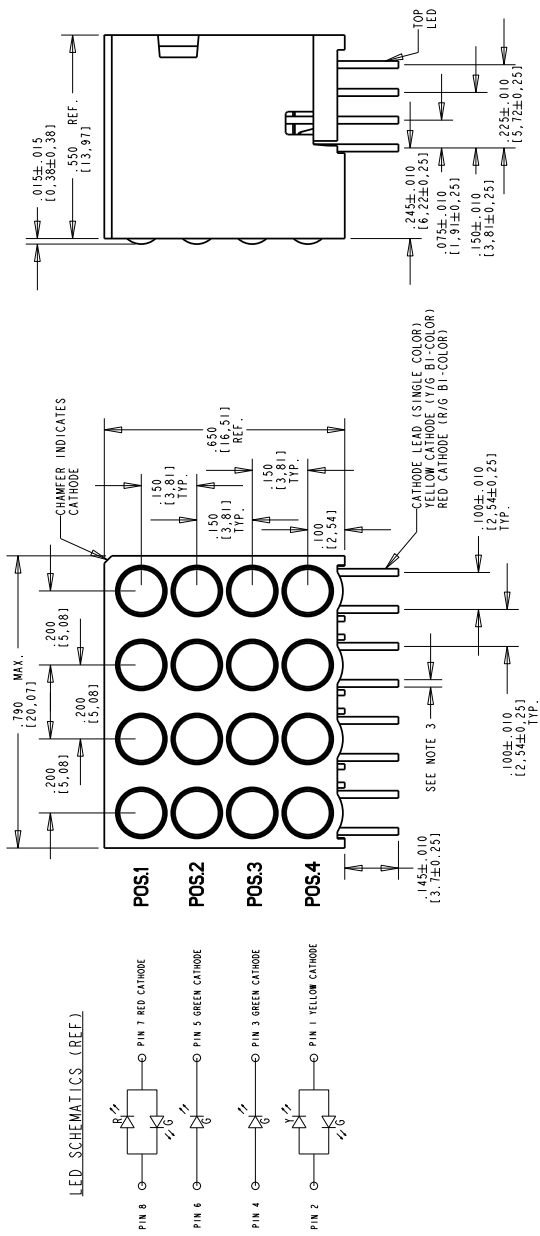 LED SCHEMATICS (REF)
PIN 8
R
G
PIN 7 RED CATHODE
PIN 6
G
PIN 5 GREEN CATHODE
PIN 4
G
PIN 3 GREEN CATHODE
PIN 2
Y
G
PIN 1 YELLOW CATHODE
POS.1
POS.2
POS.3
POS.4
.790 MAX.
[20,07]
.200
[5,08]
.200
[5,08]
.200
[5,08]
CHAMFER INDICATES
CATHODE
.650
[16,51]
REF.
.150
[3,81]
TYP.
.150
[3,81]
TYP.
.150
[3,81]
TYP.
.100
[2,54]
.145±.010
[3.7±0.25]
SEE NOTE 3
.100±.010
[2,54±0,25]
TYP.
.100±.010
[2,54±0,25]
TYP.
CATHODE LEAD (SINGLE COLOR)
YELLOW CATHODE (Y/G BI-COLOR)
RED CATHODE (R/G BI-COLOR)
.015±.015
[0,38±0,38]
.550 REF.
[13,97]
.245±.010
[6,22±0,25]
.075±.010
[1,91±0,25]
.150±.010
[3,81±0,25]
.225±.010
[5,72±0,25]
TOP
LED